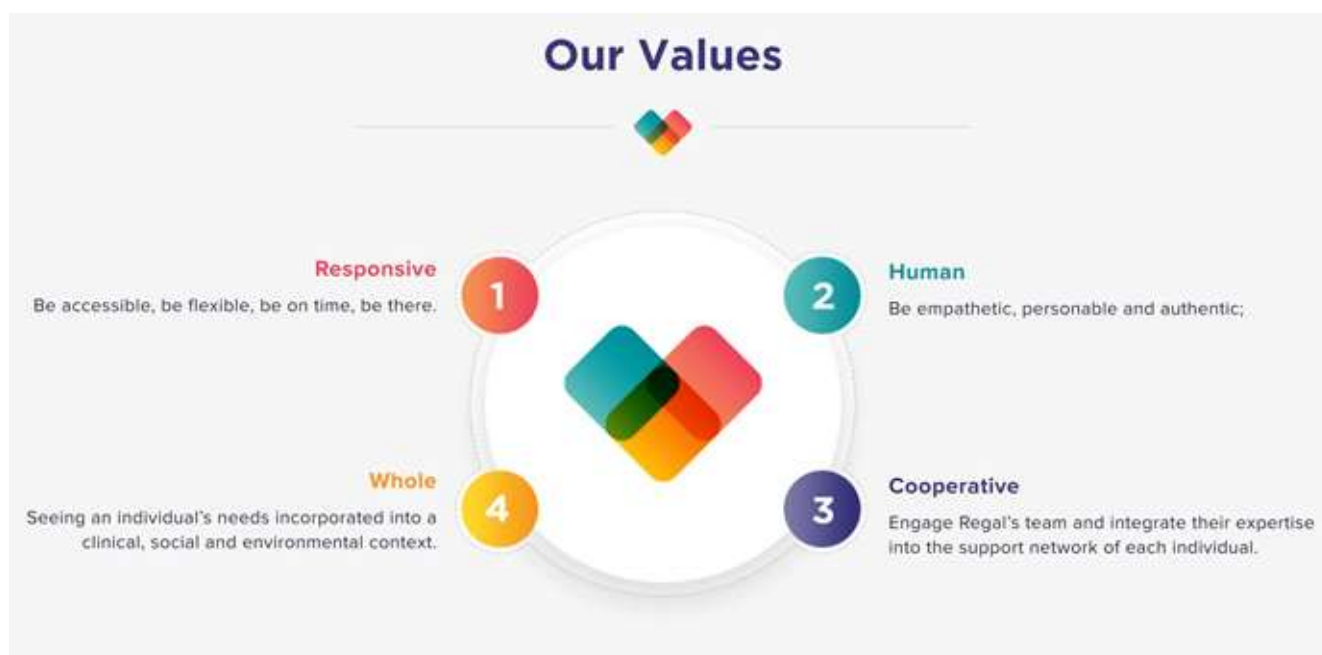 Our Values
1
Responsive
Be accessible, be flexible, be on time, be there.
2
Human
Be empathetic, personable and authentic;
3
Cooperative
Engage Regal's team and integrate their expertise
into the support network of each individual.
4
Whole
Seeing an individual's needs incorporated into a
clinical, social and environmental context.